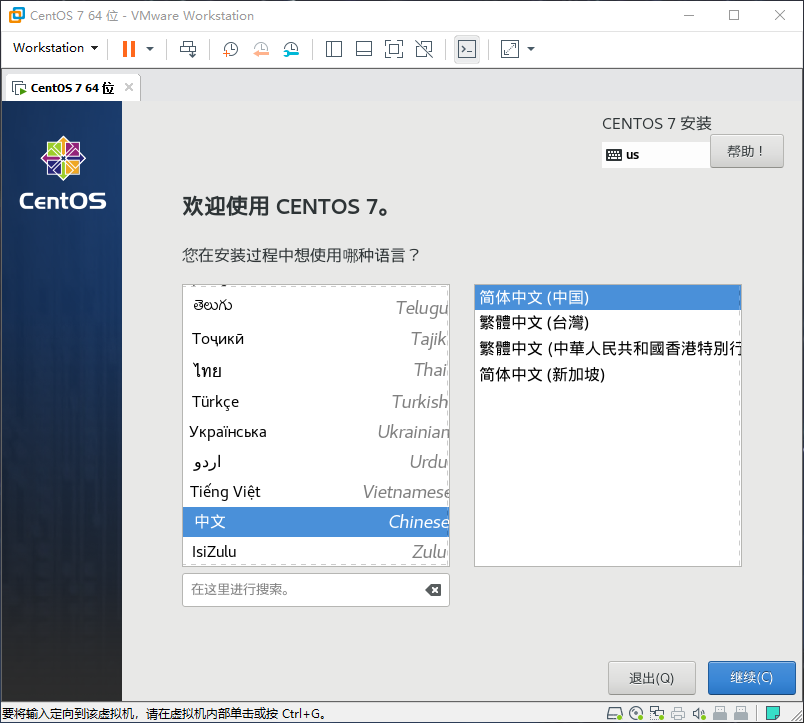 CentOS 7 64 位 - VMware Workstation
Workstation
CentOS 7 64 位
CentOS
CENTOS 7 安装
us
帮助！
欢迎使用 CENTOS 7。
您在安装过程中想使用哪种语言？
తెలుగు Telugu
Тоҷикӣ Tajik
ไทย Thai
Türkçe Turkish
Українська Ukrainian
اردو Urdu
Tiếng Việt Vietnamese
中文 Chinese
IsiZulu Zulu
简体中文 (中国)
繁體中文 (台灣)
繁體中文 (中華人民共和國香港特別行
简体中文 (新加坡)
在这里进行搜索。
退出(Q)
继续(C)
要将输入定向到该虚拟机，请在虚拟机内部单击或按 Ctrl+G。